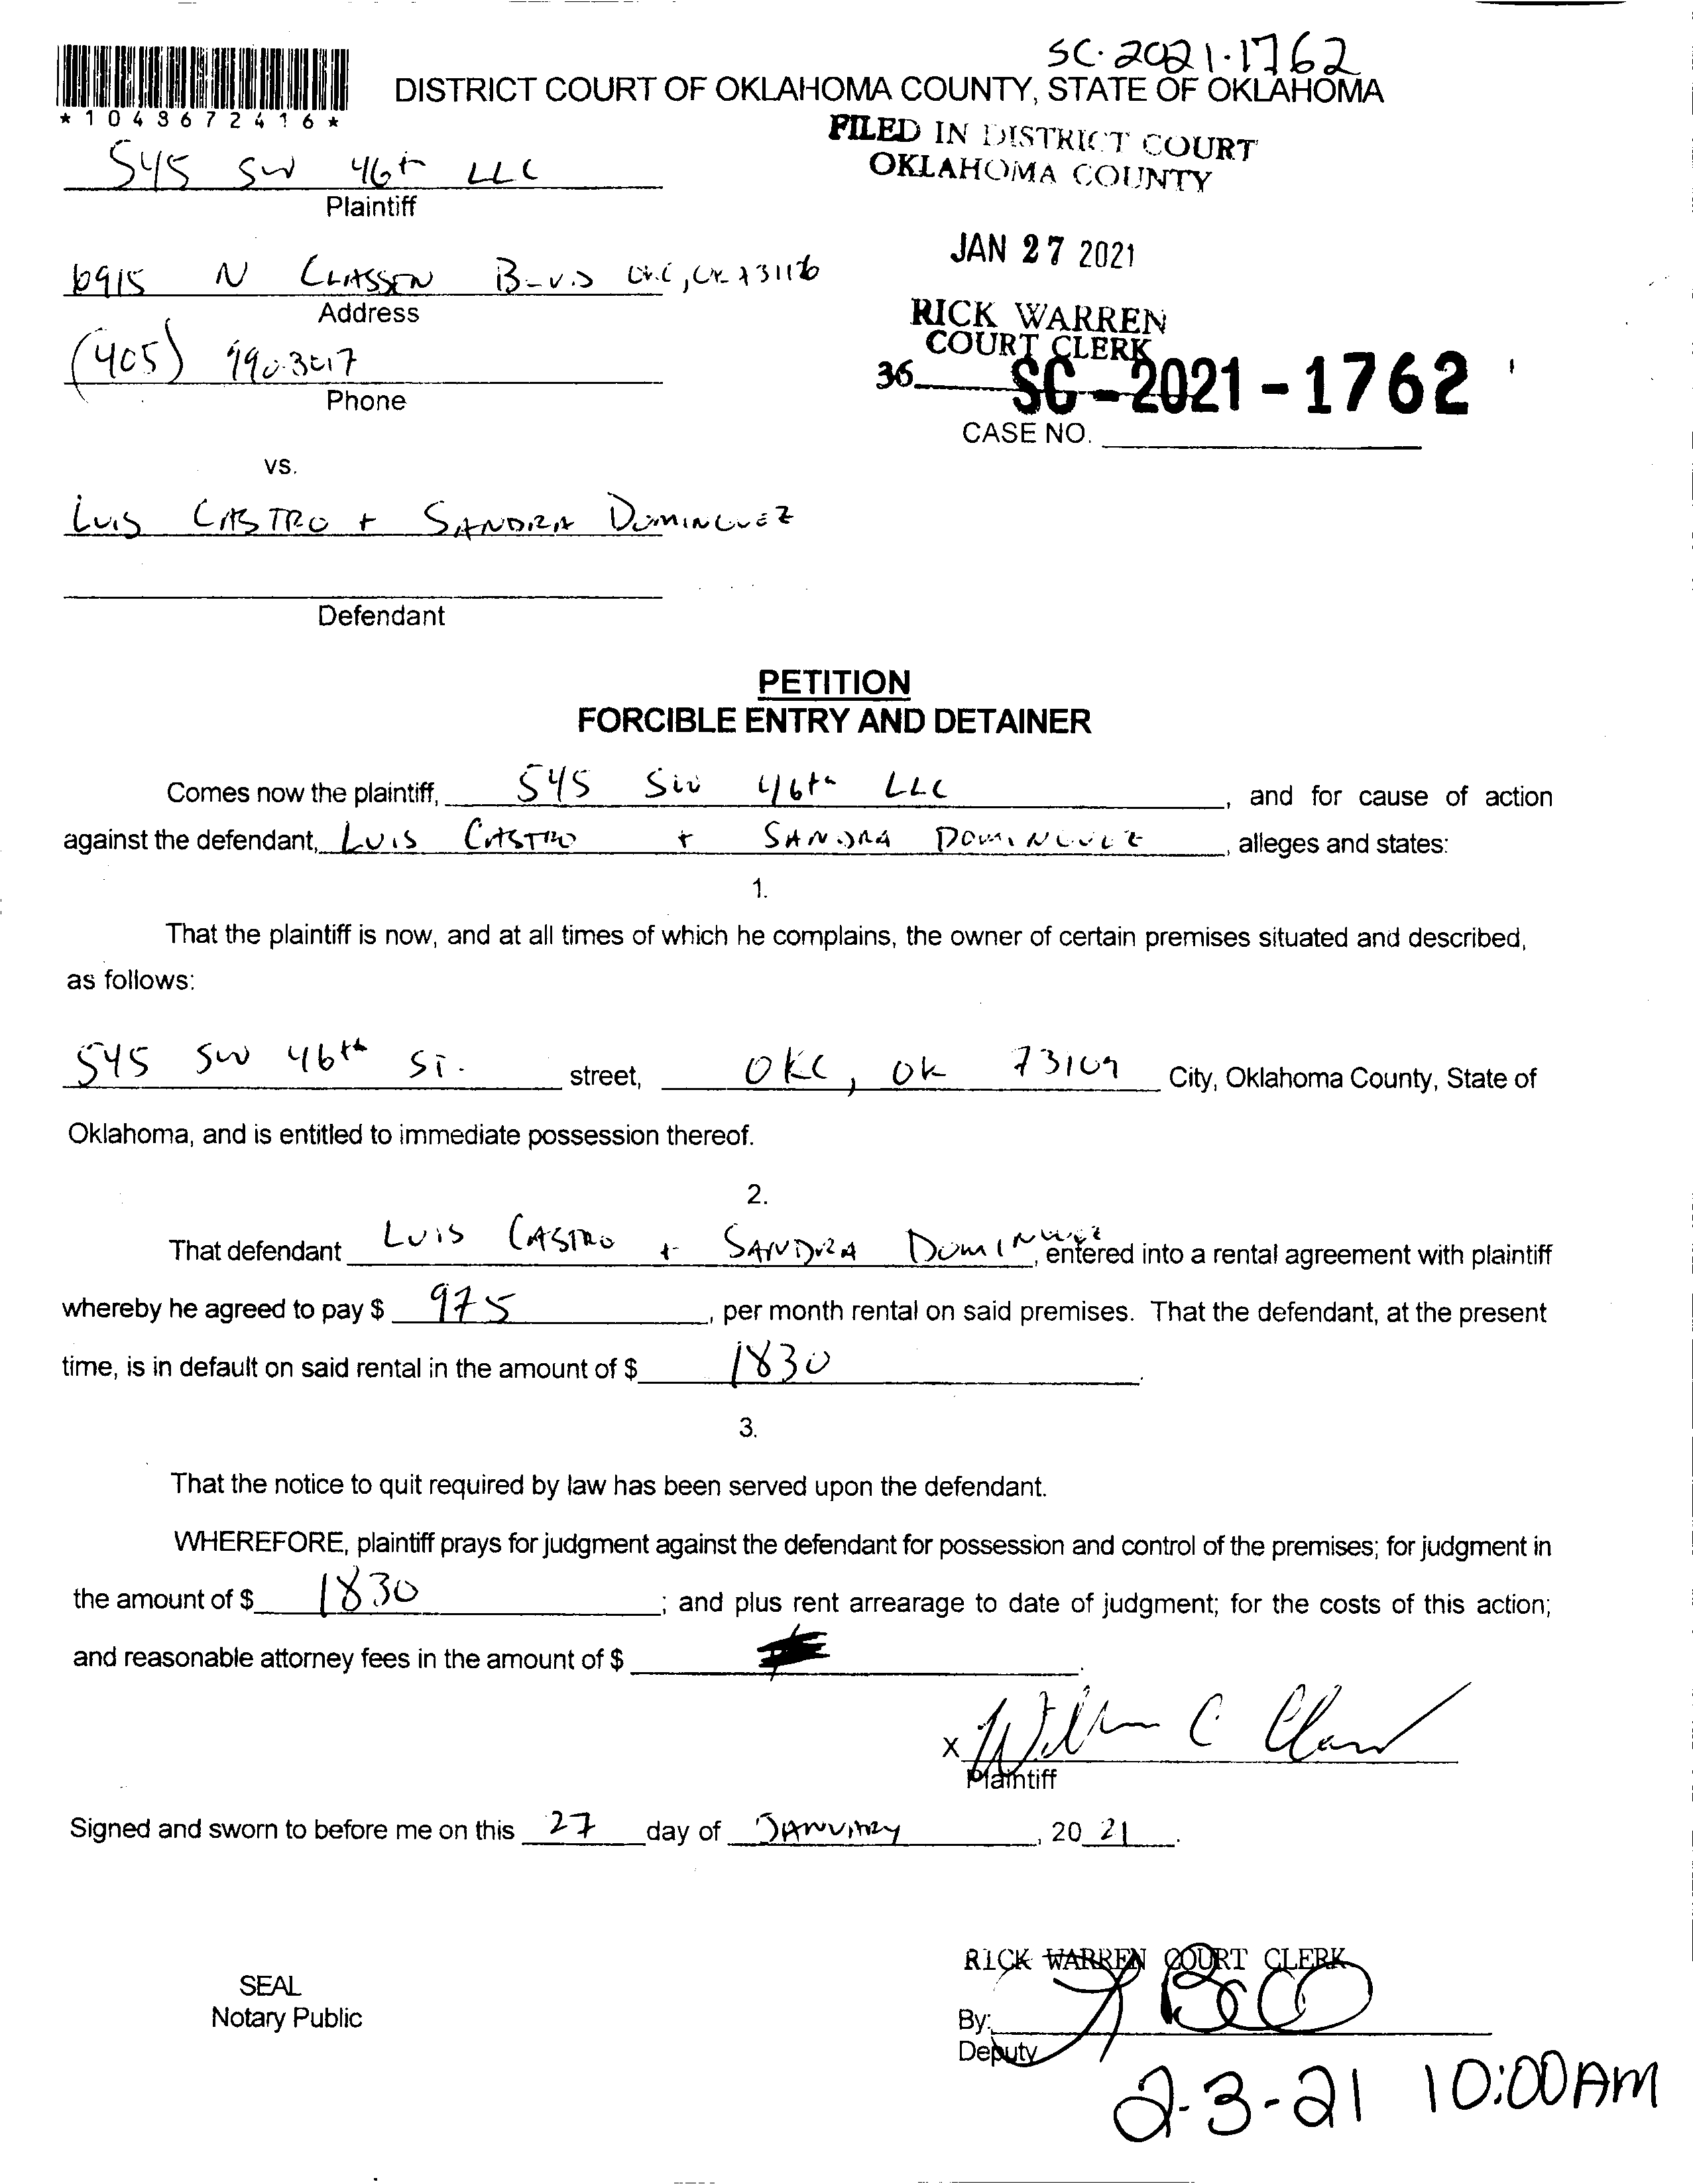 SC-2021-1762
DISTRICT COURT OF OKLAHOMA COUNTY, STATE OF OKLAHOMA
*1043672416*
FILED IN DISTRICT COURT
OKLAHOMA COUNTY
545 SW 46th LLC
Plaintiff
JAN 27 2021
6915 N CLASSEN BLVD OKC, OK 73116
Address
RICK WARREN
COURT CLERK
(405)
Phone
36
SC-2021-1762
CASE NO.
vs.
LUIS CASTRO + SANDRA DOMINGUEZ
Defendant
PETITION
FORCIBLE ENTRY AND DETAINER
Comes now the plaintiff, 545 SW 46th LLC, and for cause of action
against the defendant, LUIS CASTRO + SANDRA DOMINGUEZ, alleges and states:
1.
That the plaintiff is now, and at all times of which he complains, the owner of certain premises situated and described,
as follows:
545 SW 46th ST. street, OKC, OK 73109 City, Oklahoma County, State of
Oklahoma, and is entitled to immediate possession thereof.
2.
That defendant LUIS CASTRO + SANDRA DOMINGUEZ, entered into a rental agreement with plaintiff
whereby he agreed to pay $ 975, per month rental on said premises. That the defendant, at the present
time, is in default on said rental in the amount of $ 1830.
3.
That the notice to quit required by law has been served upon the defendant.
WHEREFORE, plaintiff prays for judgment against the defendant for possession and control of the premises; for judgment in
the amount of $ 1830; and plus rent arrearage to date of judgment; for the costs of this action;
and reasonable attorney fees in the amount of $
x
Plaintiff
Signed and sworn to before me on this 27 day of JANUARY, 20 21.
RICK WARREN COURT CLERK
SEAL
Notary Public
By:
Deputy
2-3-21 10:00AM